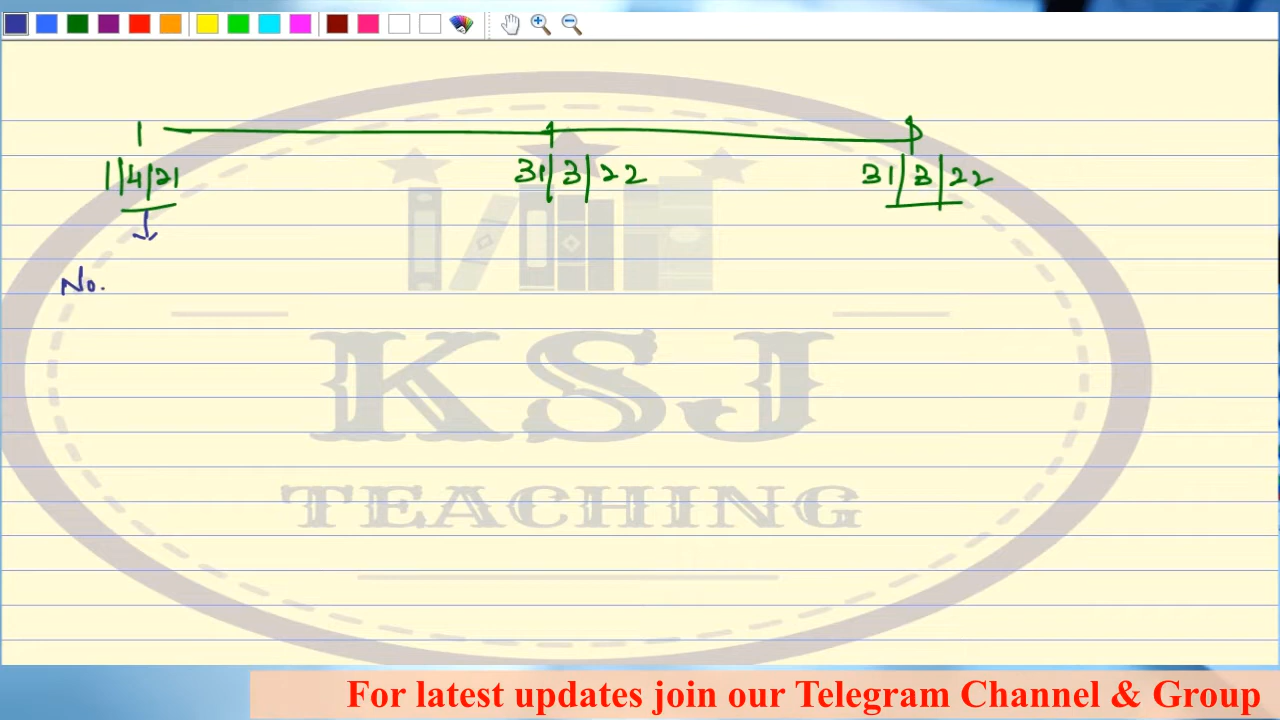 1|4|21 31|3|22 31|3|22
No.
KSJ
TEACHING
For latest updates join our Telegram Channel & Group